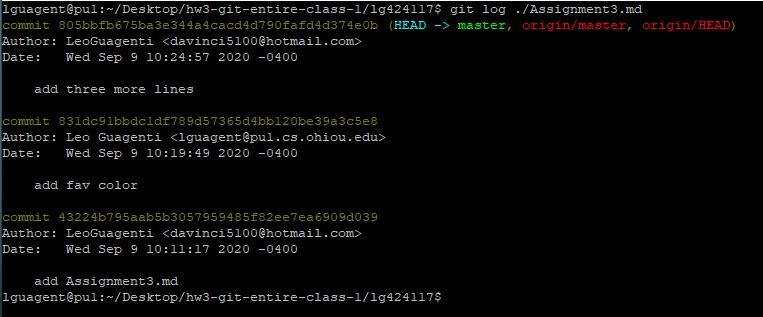 lguagent@pu1:~/Desktop/hw3-git-entire-class-1/lg424117$ git log ./Assignment3.md
commit 805bbfb675ba3e344a4cacd4d790fafd4d374e0b (HEAD -> master, origin/master, origin/HEAD)
Author: LeoGuagenti <davinci5100@hotmail.com>
Date:   Wed Sep 9 10:24:57 2020 -0400
    add three more lines
commit 831dc91bbdc1df789d57365d4bb120be39a3c5e8
Author: Leo Guagenti <lguagent@pu1.cs.ohiou.edu>
Date:   Wed Sep 9 10:19:49 2020 -0400
    add fav color
commit 43224b795aab5b3057959485f82ee7ea6909d039
Author: LeoGuagenti <davinci5100@hotmail.com>
Date:   Wed Sep 9 10:11:17 2020 -0400
    add Assignment3.md
lguagent@pu1:~/Desktop/hw3-git-entire-class-1/lg424117$